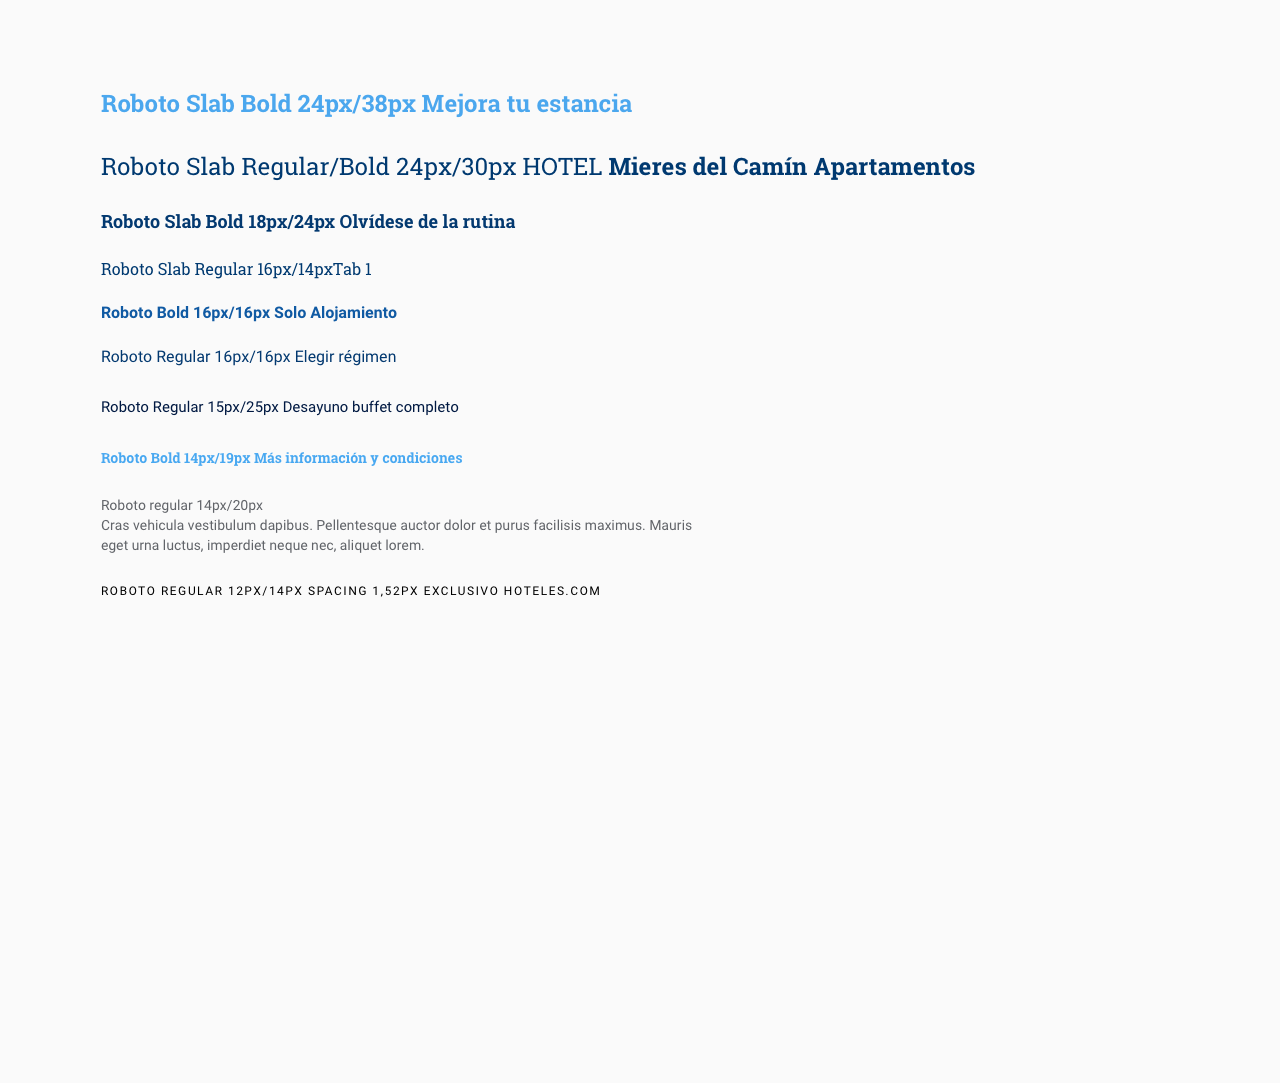 Roboto Slab Bold 24px/38px Mejora tu estancia
Roboto Slab Regular/Bold 24px/30px HOTEL Mieres del Camín Apartamentos
Roboto Slab Bold 18px/24px Olvídese de la rutina
Roboto Slab Regular 16px/14pxTab 1
Roboto Bold 16px/16px Solo Alojamiento
Roboto Regular 16px/16px Elegir régimen
Roboto Regular 15px/25px Desayuno buffet completo
Roboto Bold 14px/19px Más información y condiciones
Roboto regular 14px/20px
Cras vehicula vestibulum dapibus. Pellentesque auctor dolor et purus facilisis maximus. Mauris
eget urna luctus, imperdiet neque nec, aliquet lorem.
ROBOTO REGULAR 12PX/14PX SPACING 1,52PX EXCLUSIVO HOTELES.COM